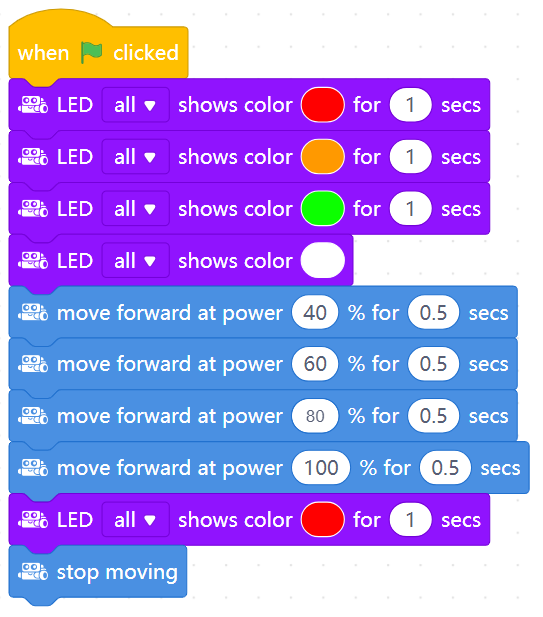 when clicked
LED all shows color for 1 secs
LED all shows color for 1 secs
LED all shows color for 1 secs
LED all shows color
move forward at power 40 % for 0.5 secs
move forward at power 60 % for 0.5 secs
move forward at power 80 % for 0.5 secs
move forward at power 100 % for 0.5 secs
LED all shows color for 1 secs
stop moving